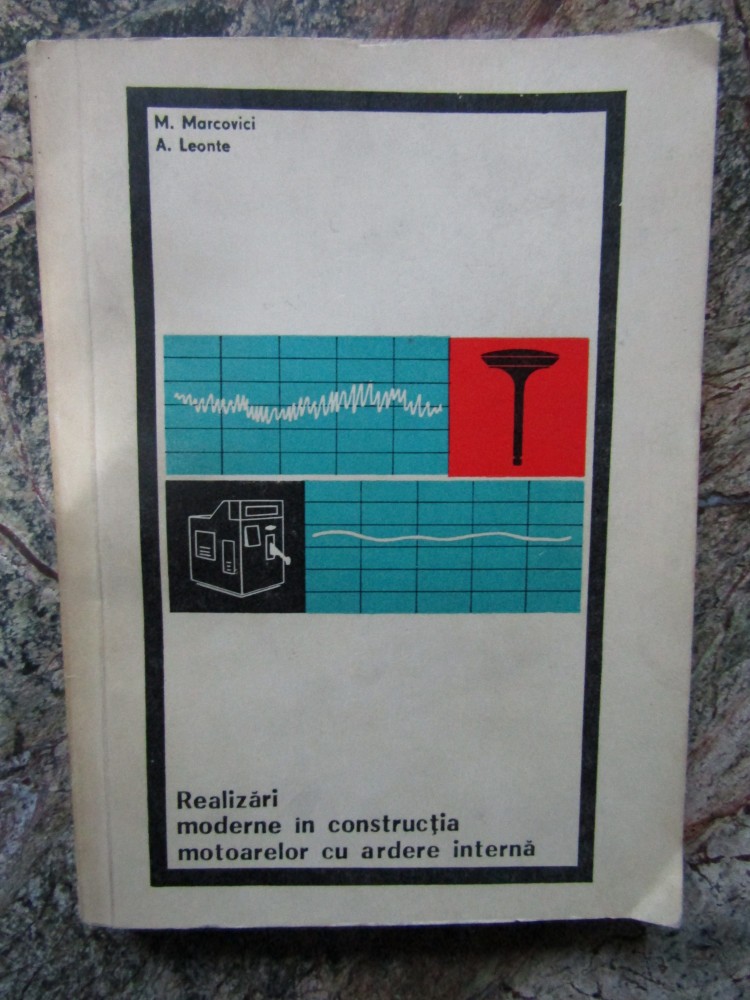 M. Marcovici
A. Leonte
Realizări
moderne in construcția
motoarelor cu ardere internă